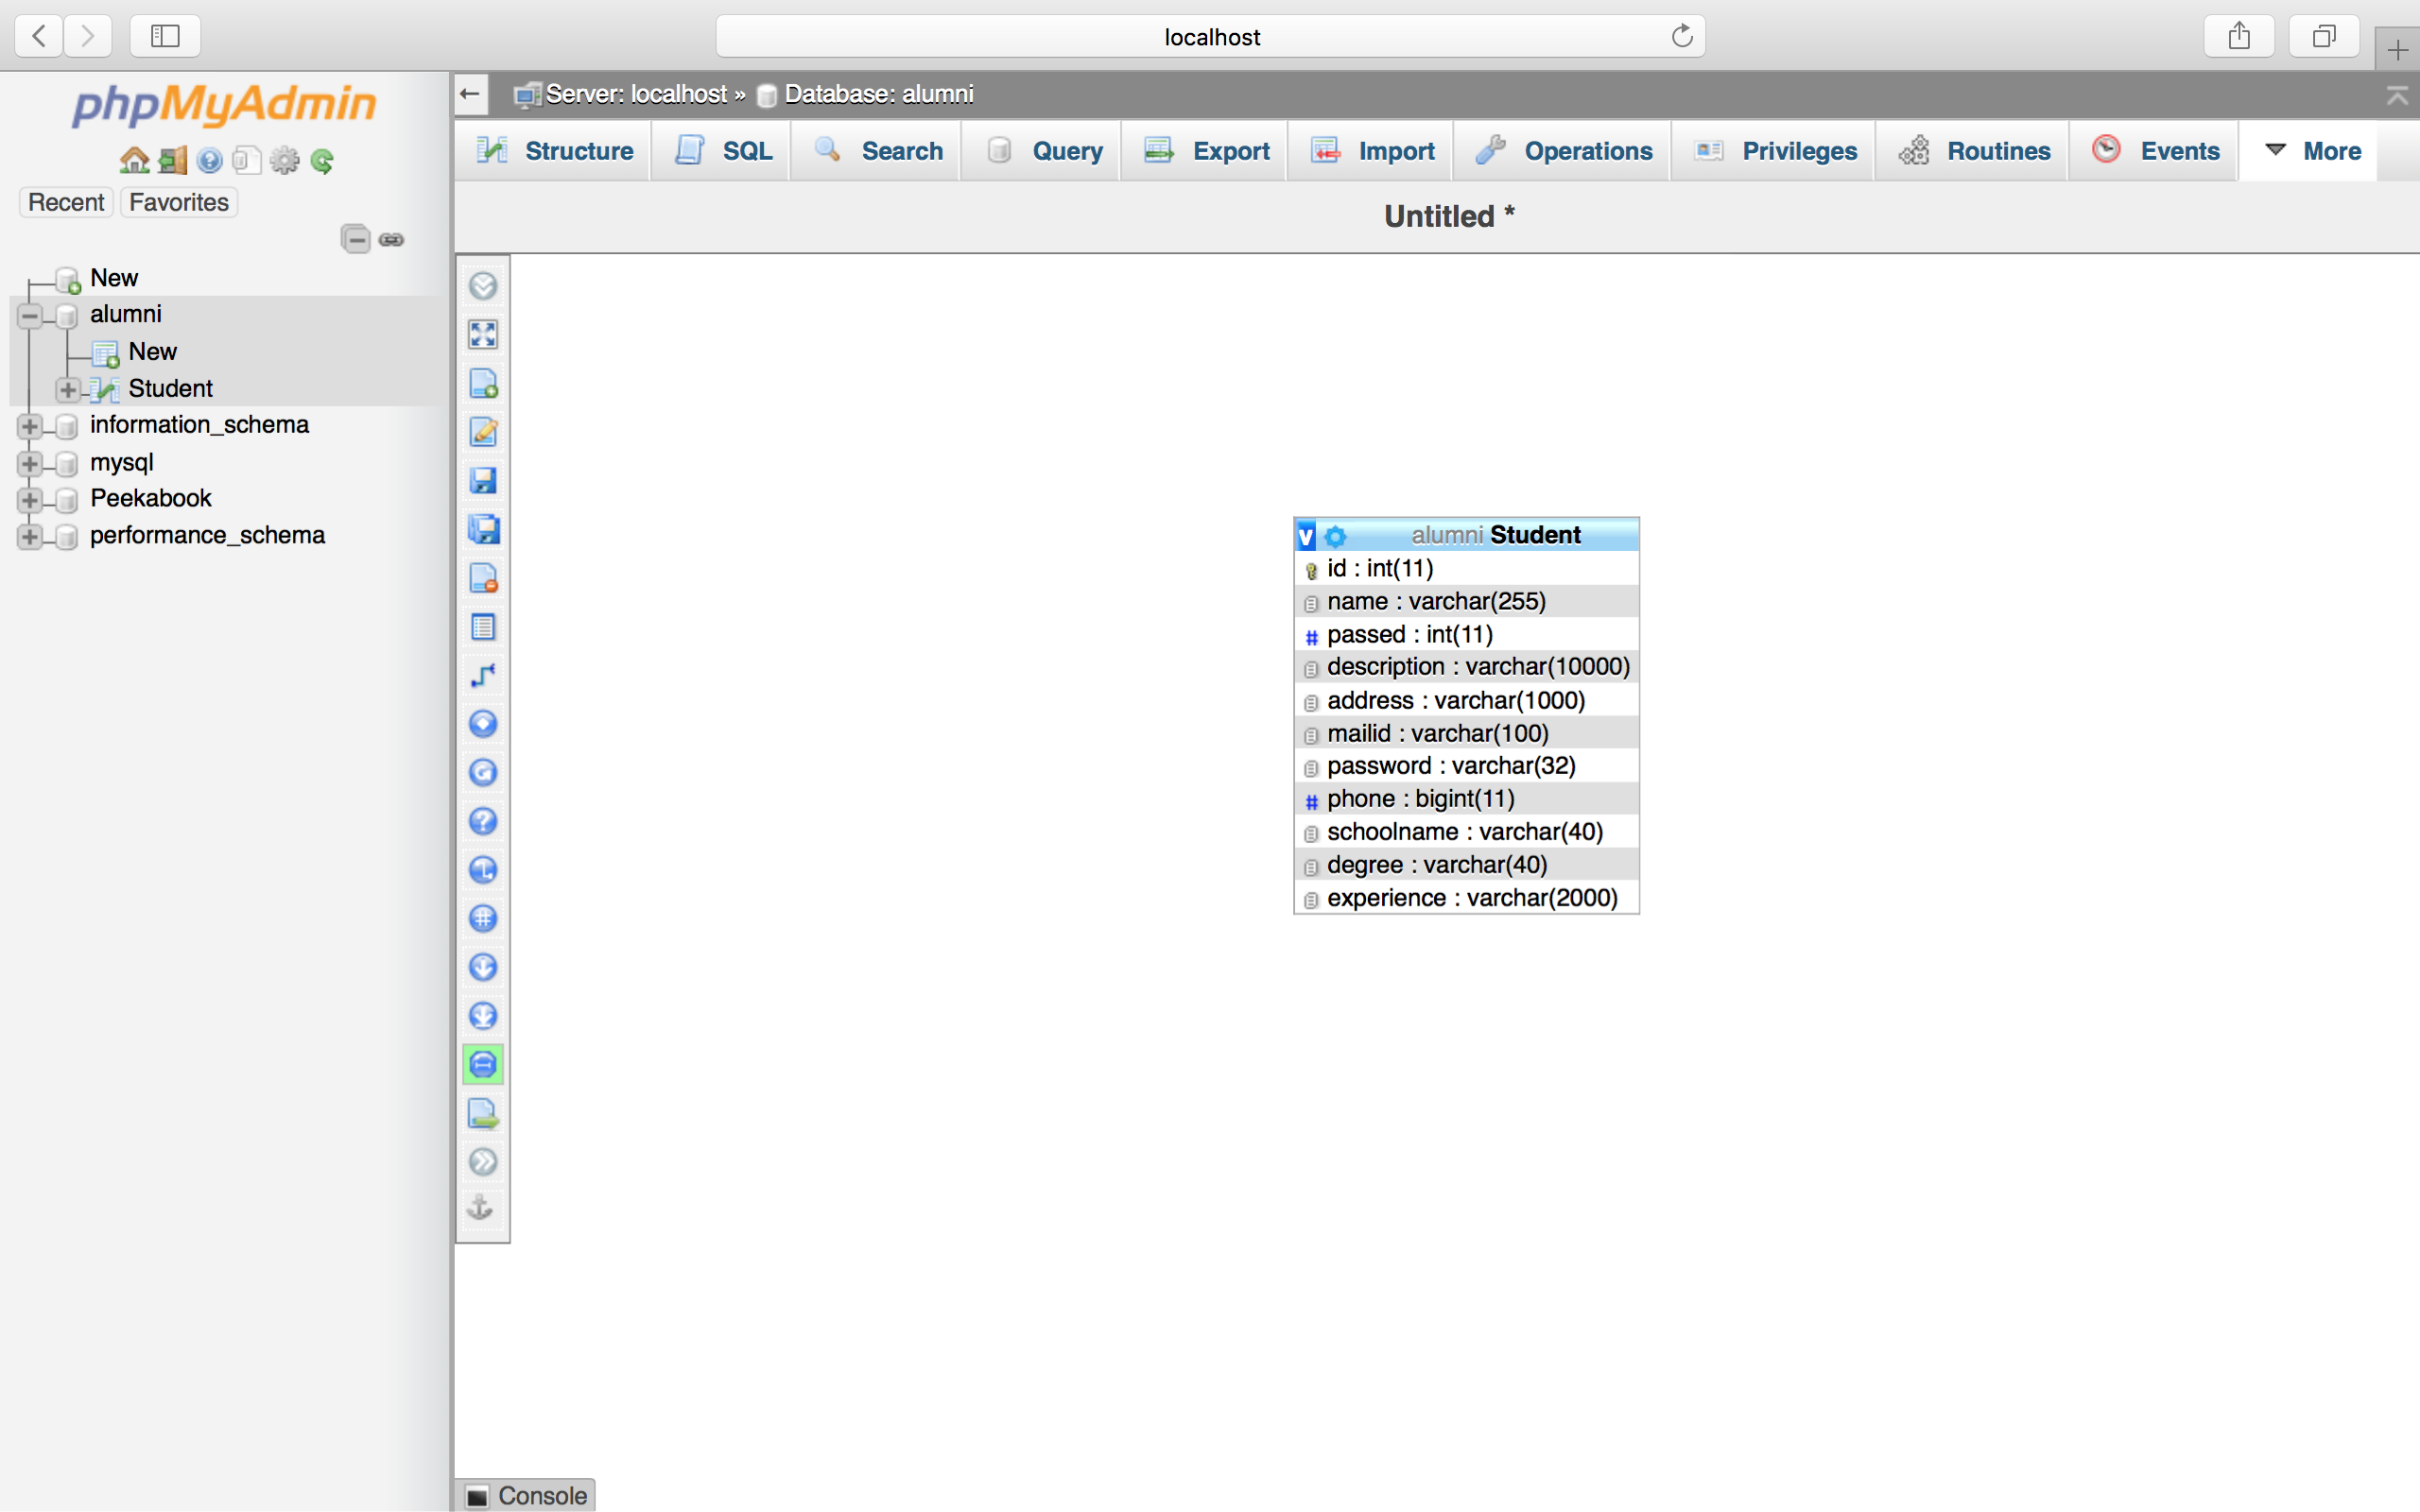 localhost
phpMyAdmin
Server: localhost » Database: alumni
Structure SQL Search Query Export Import Operations Privileges Routines Events More
Recent Favorites
Untitled *
New
alumni
New
Student
information_schema
mysql
Peekabook
performance_schema
v alumni Student
id : int(11)
name : varchar(255)
# passed : int(11)
description : varchar(10000)
address : varchar(1000)
mailid : varchar(100)
password : varchar(32)
# phone : bigint(11)
schoolname : varchar(40)
degree : varchar(40)
experience : varchar(2000)
Console